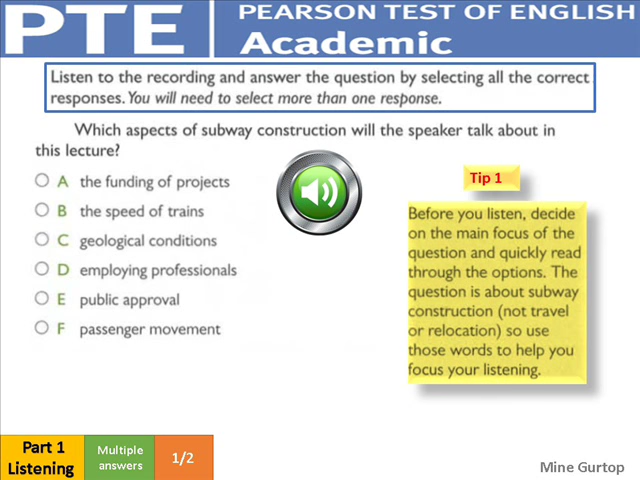 PTE
PEARSON TEST OF ENGLISH
Academic
Listen to the recording and answer the question by selecting all the correct
responses. You will need to select more than one response.
Which aspects of subway construction will the speaker talk about in
this lecture?
A the funding of projects
B the speed of trains
C geological conditions
D employing professionals
E public approval
F passenger movement
Tip 1
Before you listen, decide
on the main focus of the
question and quickly read
through the options. The
question is about subway
construction (not travel
or relocation) so use
those words to help you
focus your listening.
Part 1
Listening
Multiple
answers
1/2
Mine Gurtop